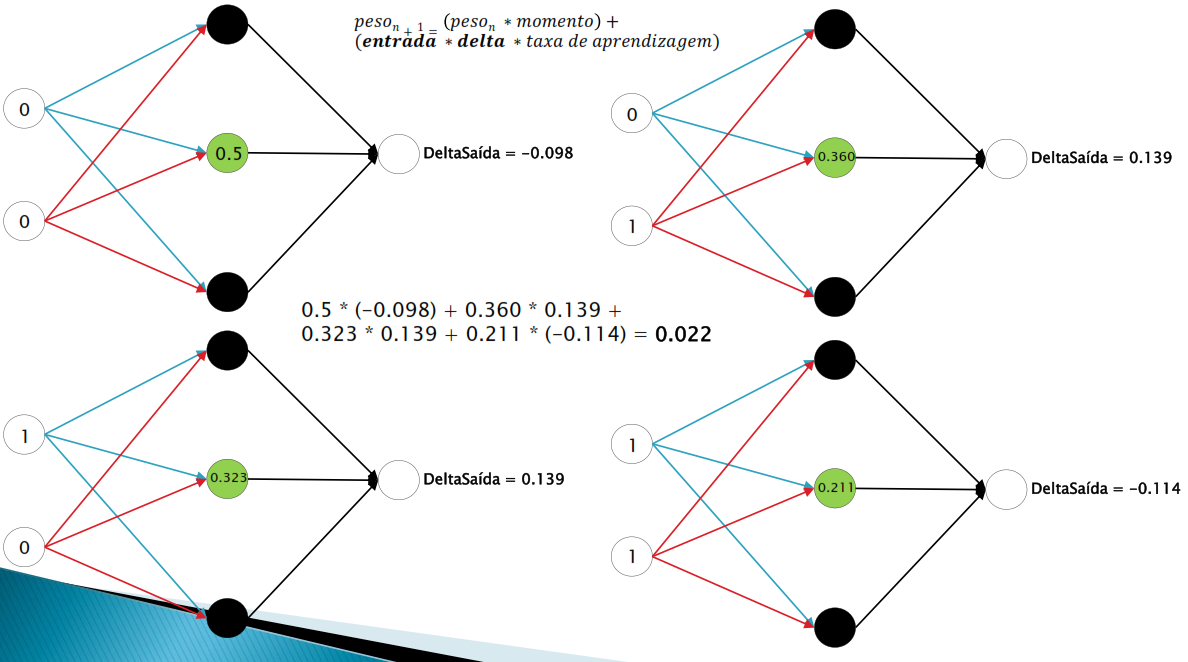 peso n + 1 = (peso n * momento) +
(entrada * delta * taxa de aprendizagem)
0
0.5
DeltaSaída = -0.098
0
0
0.360
DeltaSaída = 0.139
1
0.5 * (-0.098) + 0.360 * 0.139 +
0.323 * 0.139 + 0.211 * (-0.114) = 0.022
1
0.323
DeltaSaída = 0.139
0
1
0.211
DeltaSaída = -0.114
1